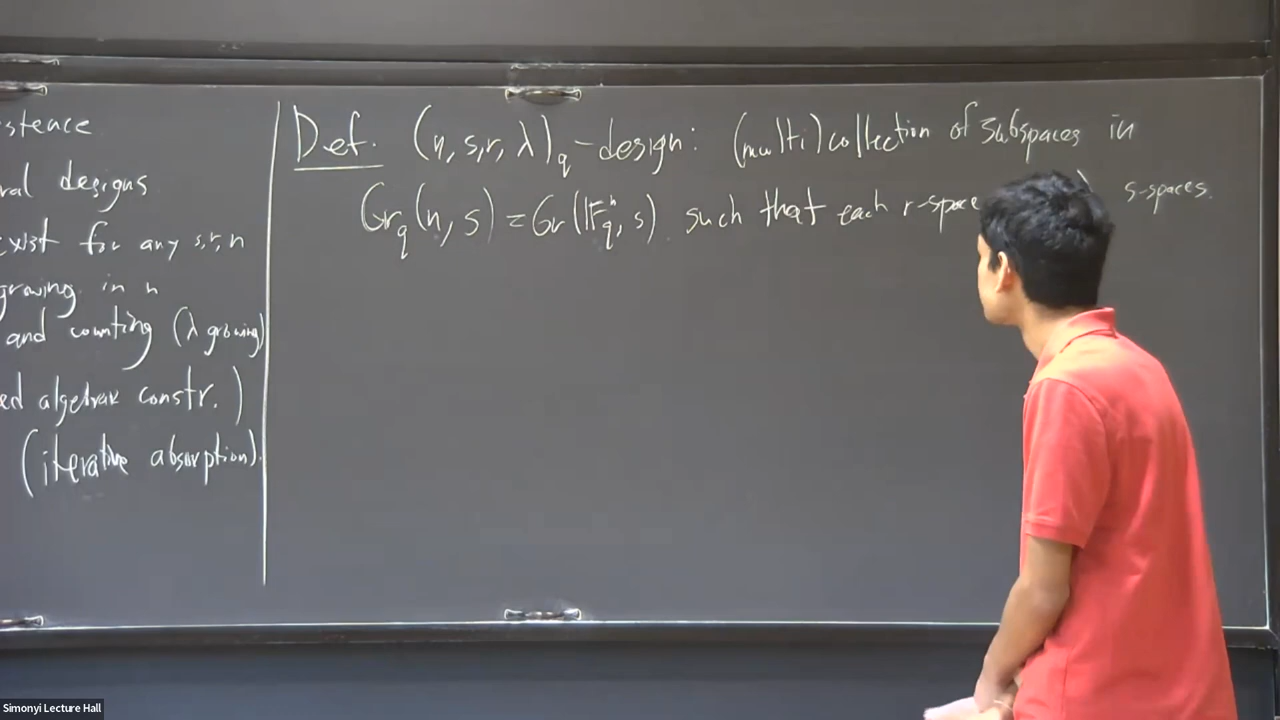 stence
ral designs
exist for any s,r,n
growing in n
and counting (λ growing)
ed algebraic constr.)
(iterative absorption).
Def. (n,s,r,λ)_q-design: (multi)collection of subspaces in
Gr_q(n,s) = Gr(𝔽_q^n, s) such that each r-space s-spaces.
Simonyi Lecture Hall